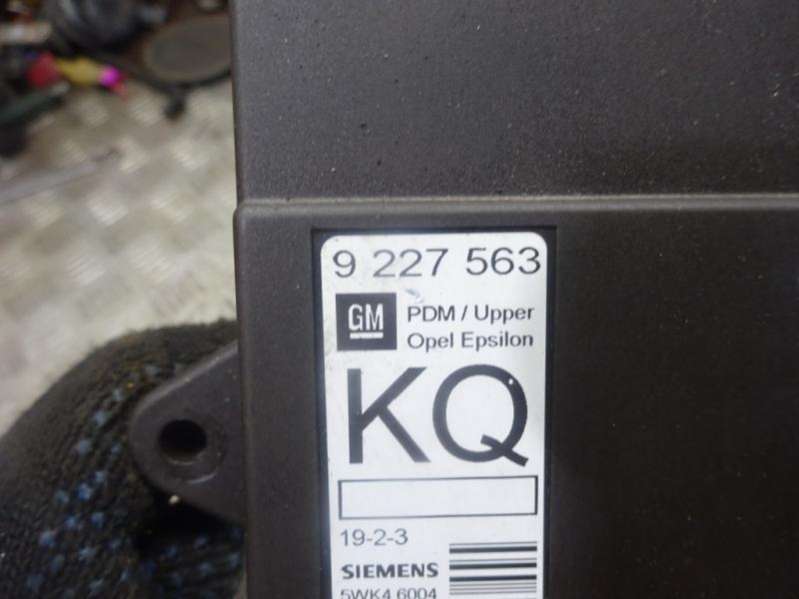 9 227 563
GM
PDM / Upper
Opel Epsilon
KQ
19-2-3
SIEMENS
5WK4 6004